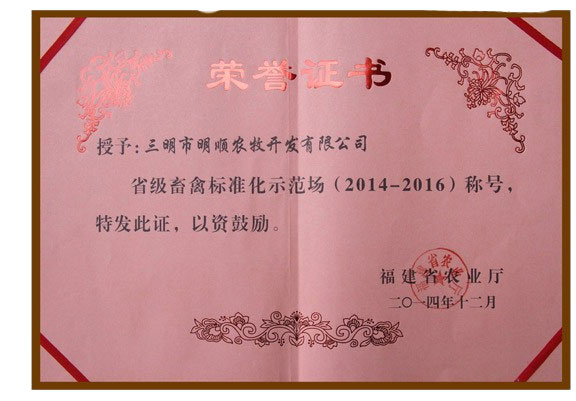 荣誉证书
授予：三明市明顺农牧开发有限公司
省级畜禽标准化示范场（2014-2016）称号，
特发此证，以资鼓励。
福建省农业厅
二〇一四年十二月